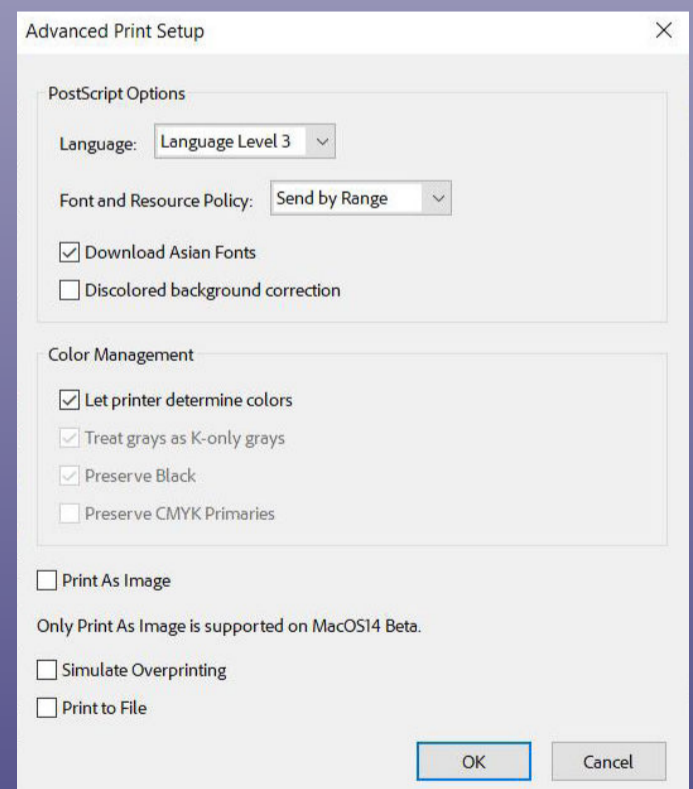 Advanced Print Setup
PostScript Options
Language: Language Level 3
Font and Resource Policy: Send by Range
Download Asian Fonts
Discolored background correction
Color Management
Let printer determine colors
Treat grays as K-only grays
Preserve Black
Preserve CMYK Primaries
Print As Image
Only Print As Image is supported on MacOS14 Beta.
Simulate Overprinting
Print to File
OK Cancel